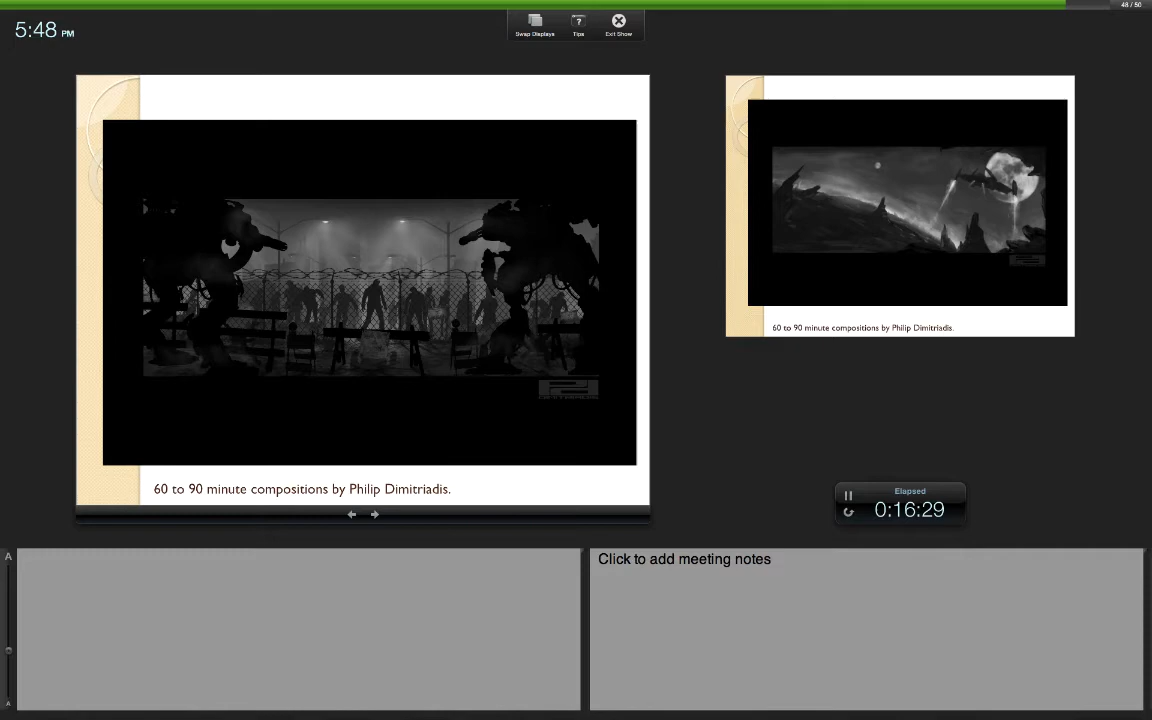 48 / 50
5:48 PM
Swap Displays
Tips
Exit Show
60 to 90 minute compositions by Philip Dimitriadis.
60 to 90 minute compositions by Philip Dimitriadis.
Elapsed
0:16:29
A
A
Click to add meeting notes